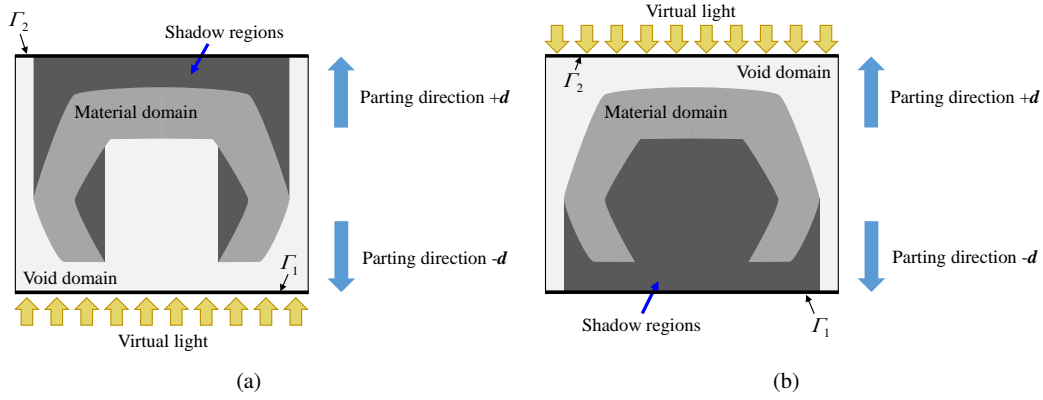 Γ2
Shadow regions
Material domain
Parting direction +d
Parting direction -d
Void domain
Γ1
Virtual light
(a)
Virtual light
Γ2
Void domain
Material domain
Parting direction +d
Parting direction -d
Shadow regions
Γ1
(b)